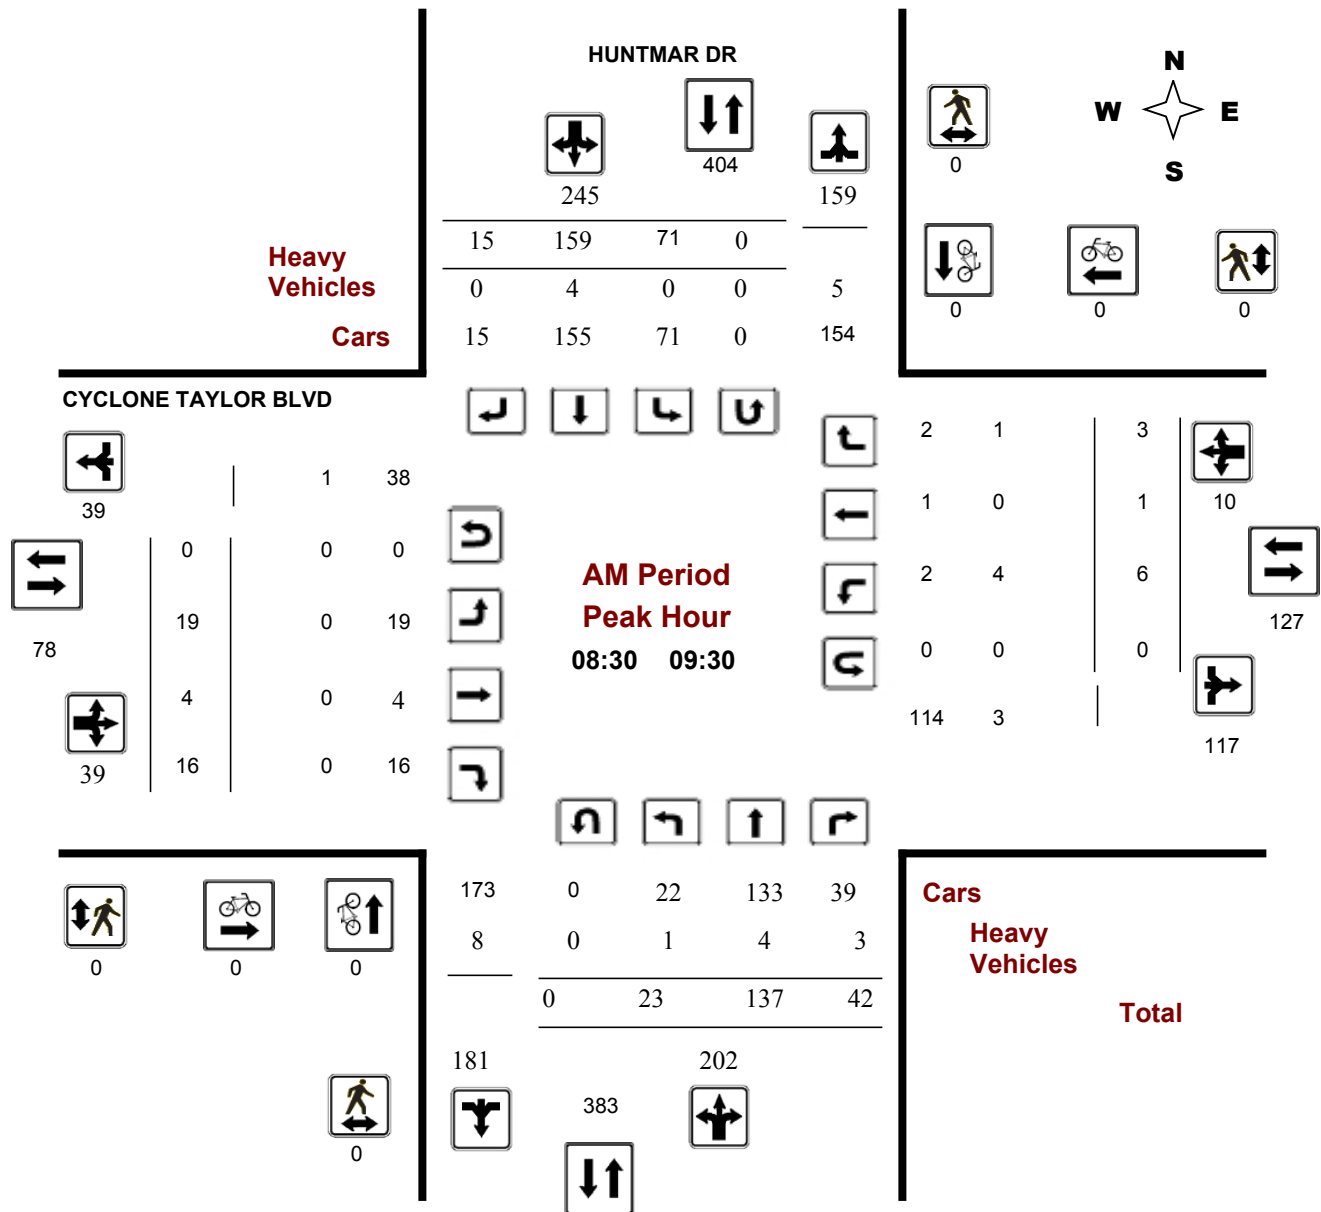 HUNTMAR DR
N
W E
S
404
0
245
159
15 159 71 0
Heavy
Vehicles
0 4 0 0 5
0 0 0
Cars
15 155 71 0 154
CYCLONE TAYLOR BLVD
2 1 3
1 38
39
1 0 1 10
0 0 0
AM Period
2 4 6
Peak Hour
19 0 19
127
78
08:30 09:30
0 0 0
4 0 4
114 3
117
39 16 0 16
173 0 22 133 39
Cars
8 0 1 4 3
Heavy
Vehicles
0 0 0
0 23 137 42
Total
181 202
383
0